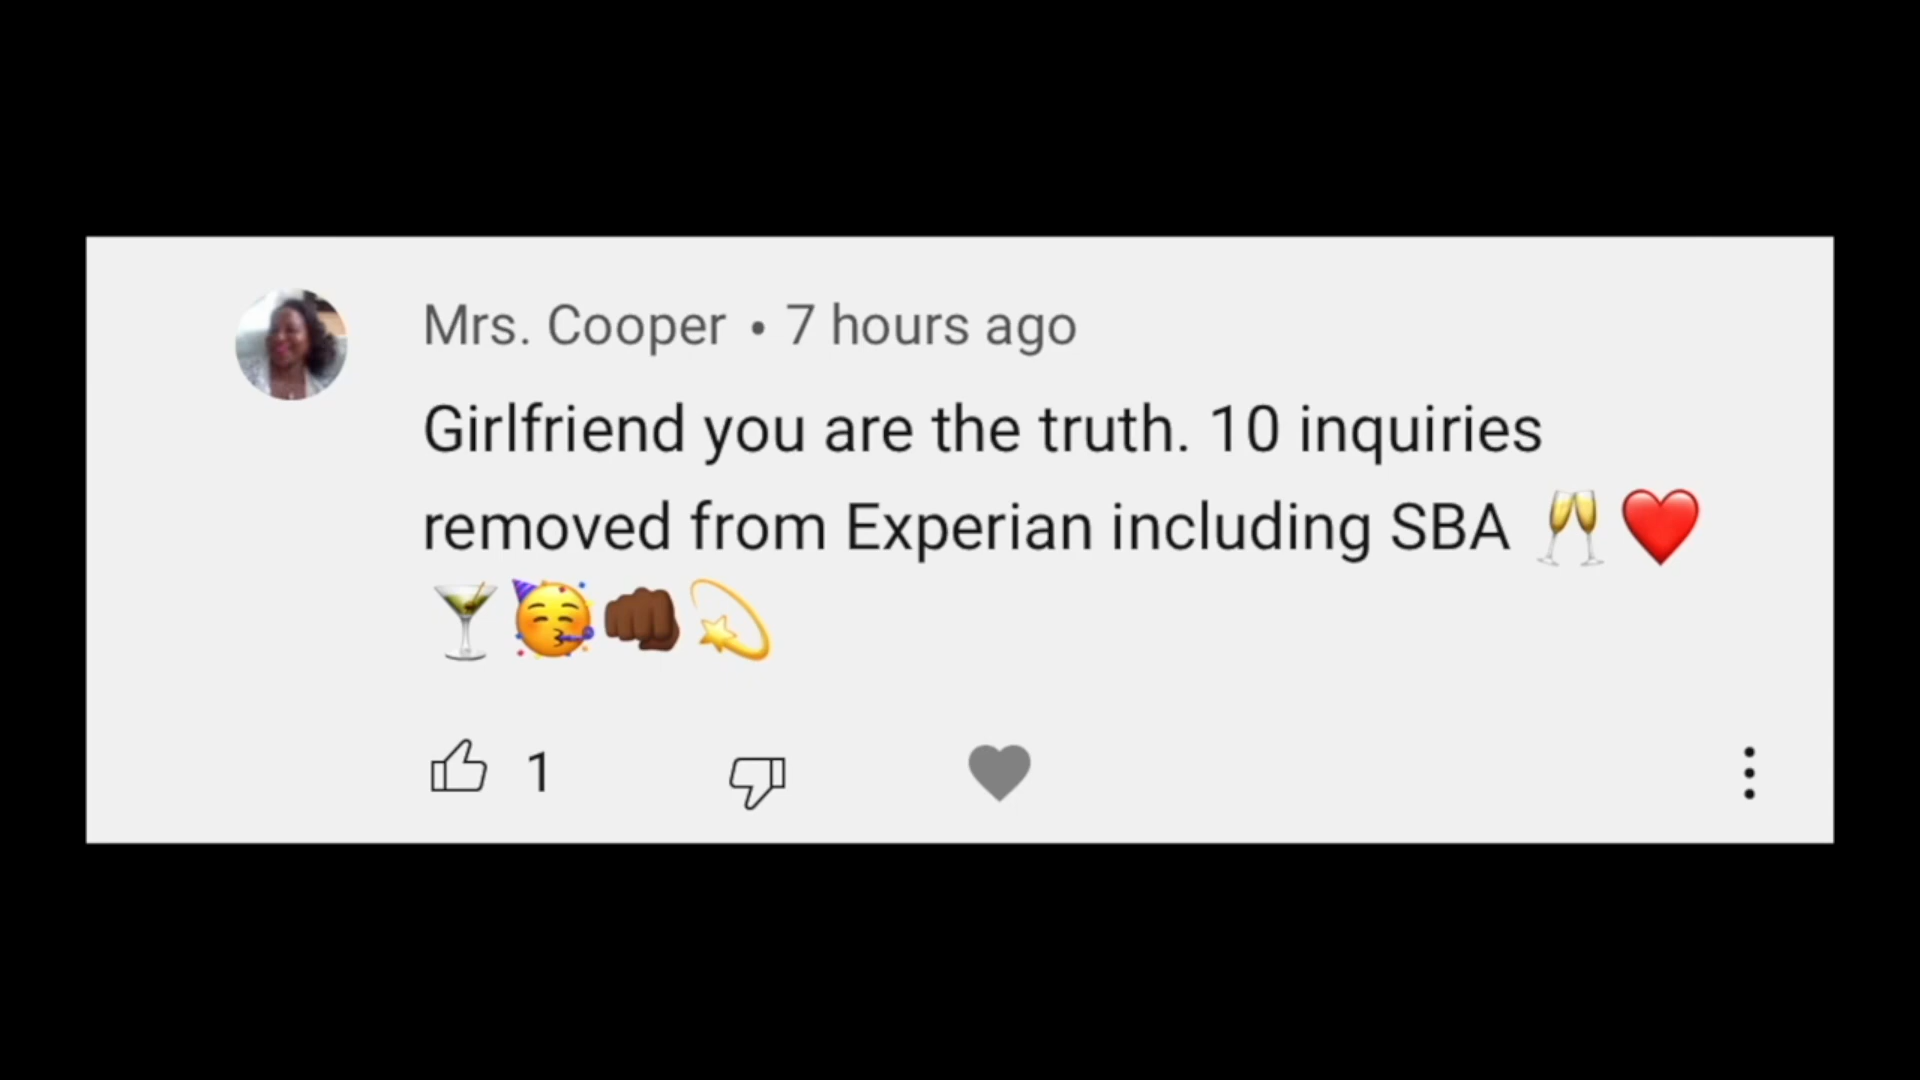 Mrs. Cooper • 7 hours ago
Girlfriend you are the truth. 10 inquiries
removed from Experian including SBA 🥂❤️
🍸🥳👊🏾💫
1